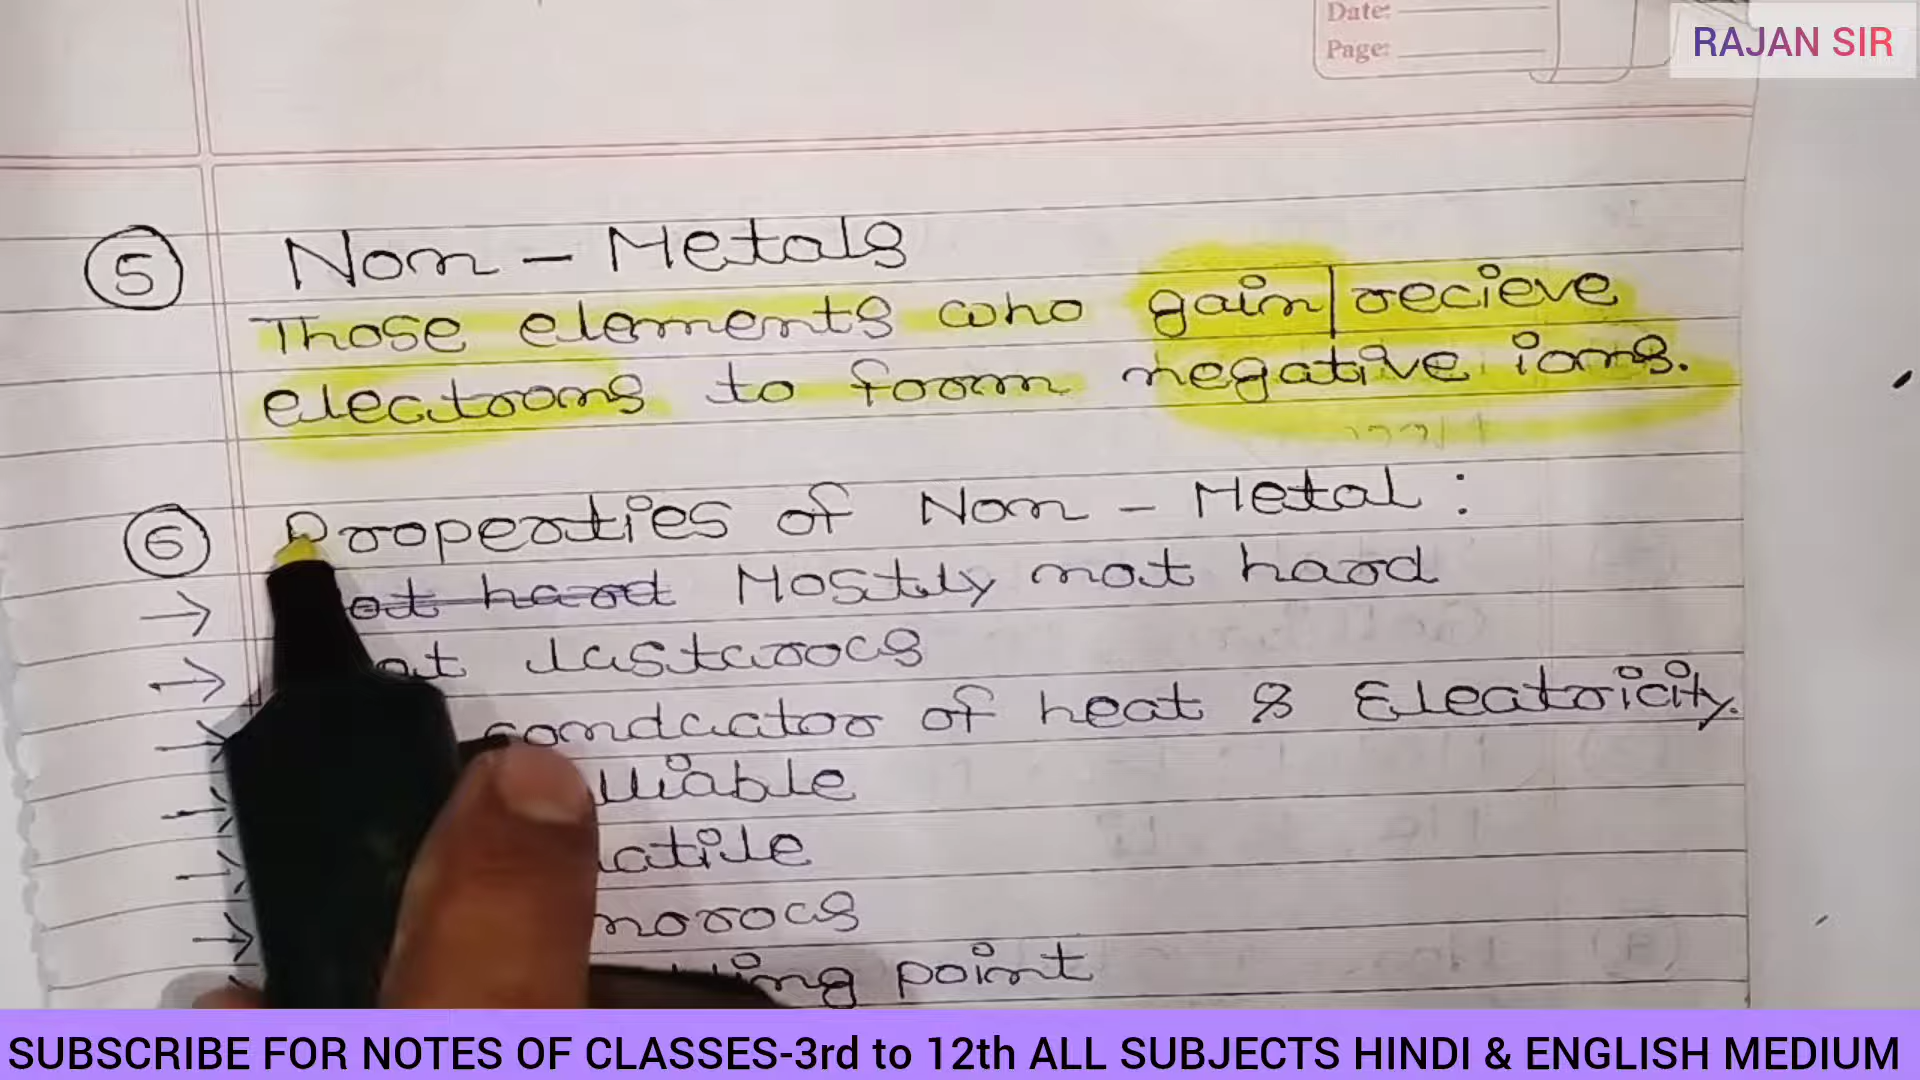 Date:
Page:
RAJAN SIR
5 Non-Metals
Those elements who gain/recieve
electrons to form negative ions.
6 Properties of Non-Metal:
→ hard Mostly not hard
→ lustarocs
→ conductor of heat & Electricity.
→
→
→
point
SUBSCRIBE FOR NOTES OF CLASSES-3rd to 12th ALL SUBJECTS HINDI & ENGLISH MEDIUM